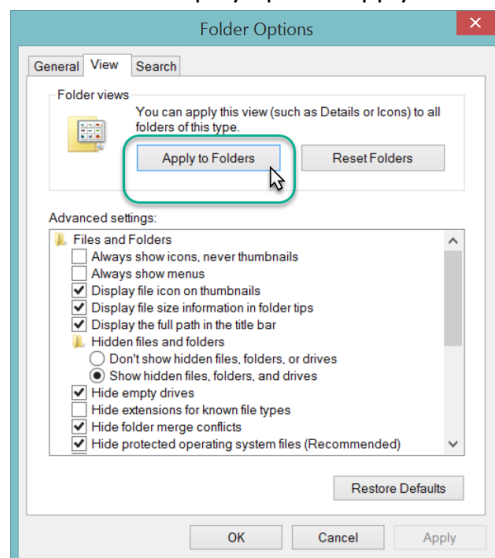 Folder Options
General View Search
Folder views
You can apply this view (such as Details or Icons) to all
folders of this type.
Apply to Folders Reset Folders
Advanced settings:
Files and Folders
Always show icons, never thumbnails
Always show menus
Display file icon on thumbnails
Display file size information in folder tips
Display the full path in the title bar
Hidden files and folders
Don't show hidden files, folders, or drives
Show hidden files, folders, and drives
Hide empty drives
Hide extensions for known file types
Hide folder merge conflicts
Hide protected operating system files (Recommended)
Restore Defaults
OK Cancel Apply